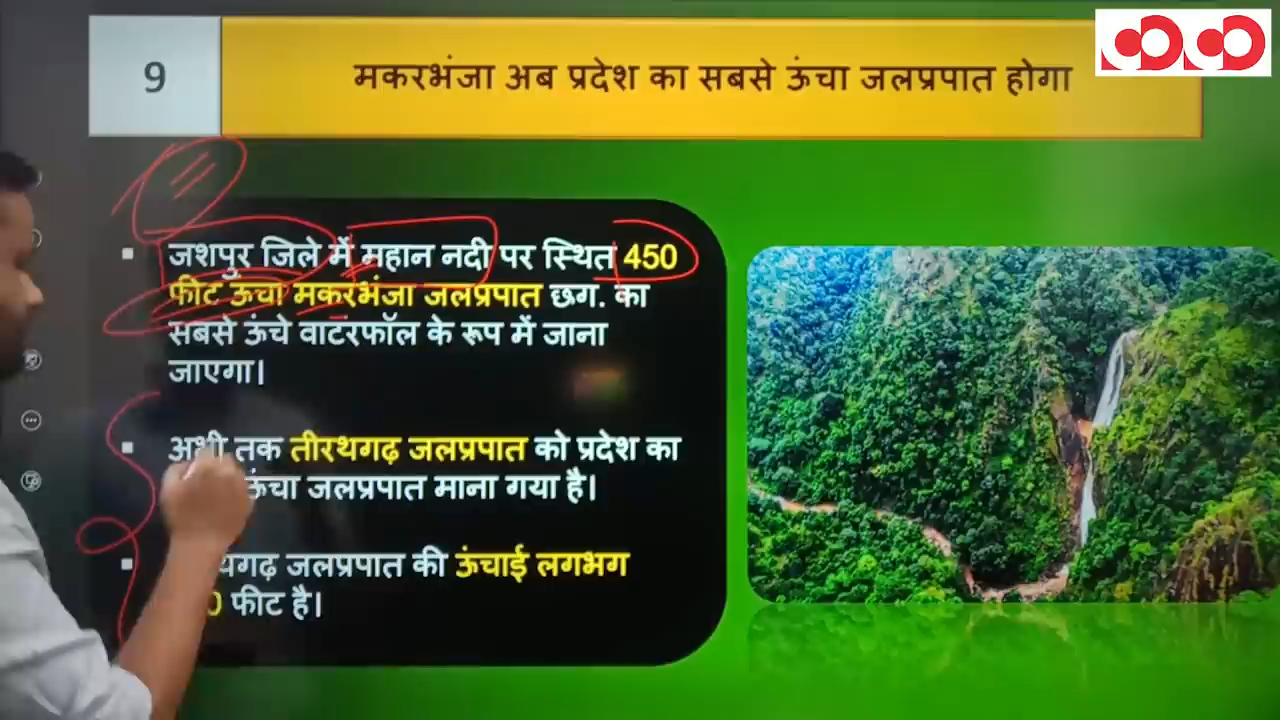 9
मकरभंजा अब प्रदेश का सबसे ऊंचा जलप्रपात होगा
जशपुर जिले में महान नदी पर स्थित 450
फीट ऊंचा मकरभंजा जलप्रपात छग. का
सबसे ऊंचे वाटरफॉल के रूप में जाना
जाएगा।
अभी तक तीरथगढ़ जलप्रपात को प्रदेश का
ऊंचा जलप्रपात माना गया है।
जलप्रपात की ऊंचाई लगभग
फीट है।